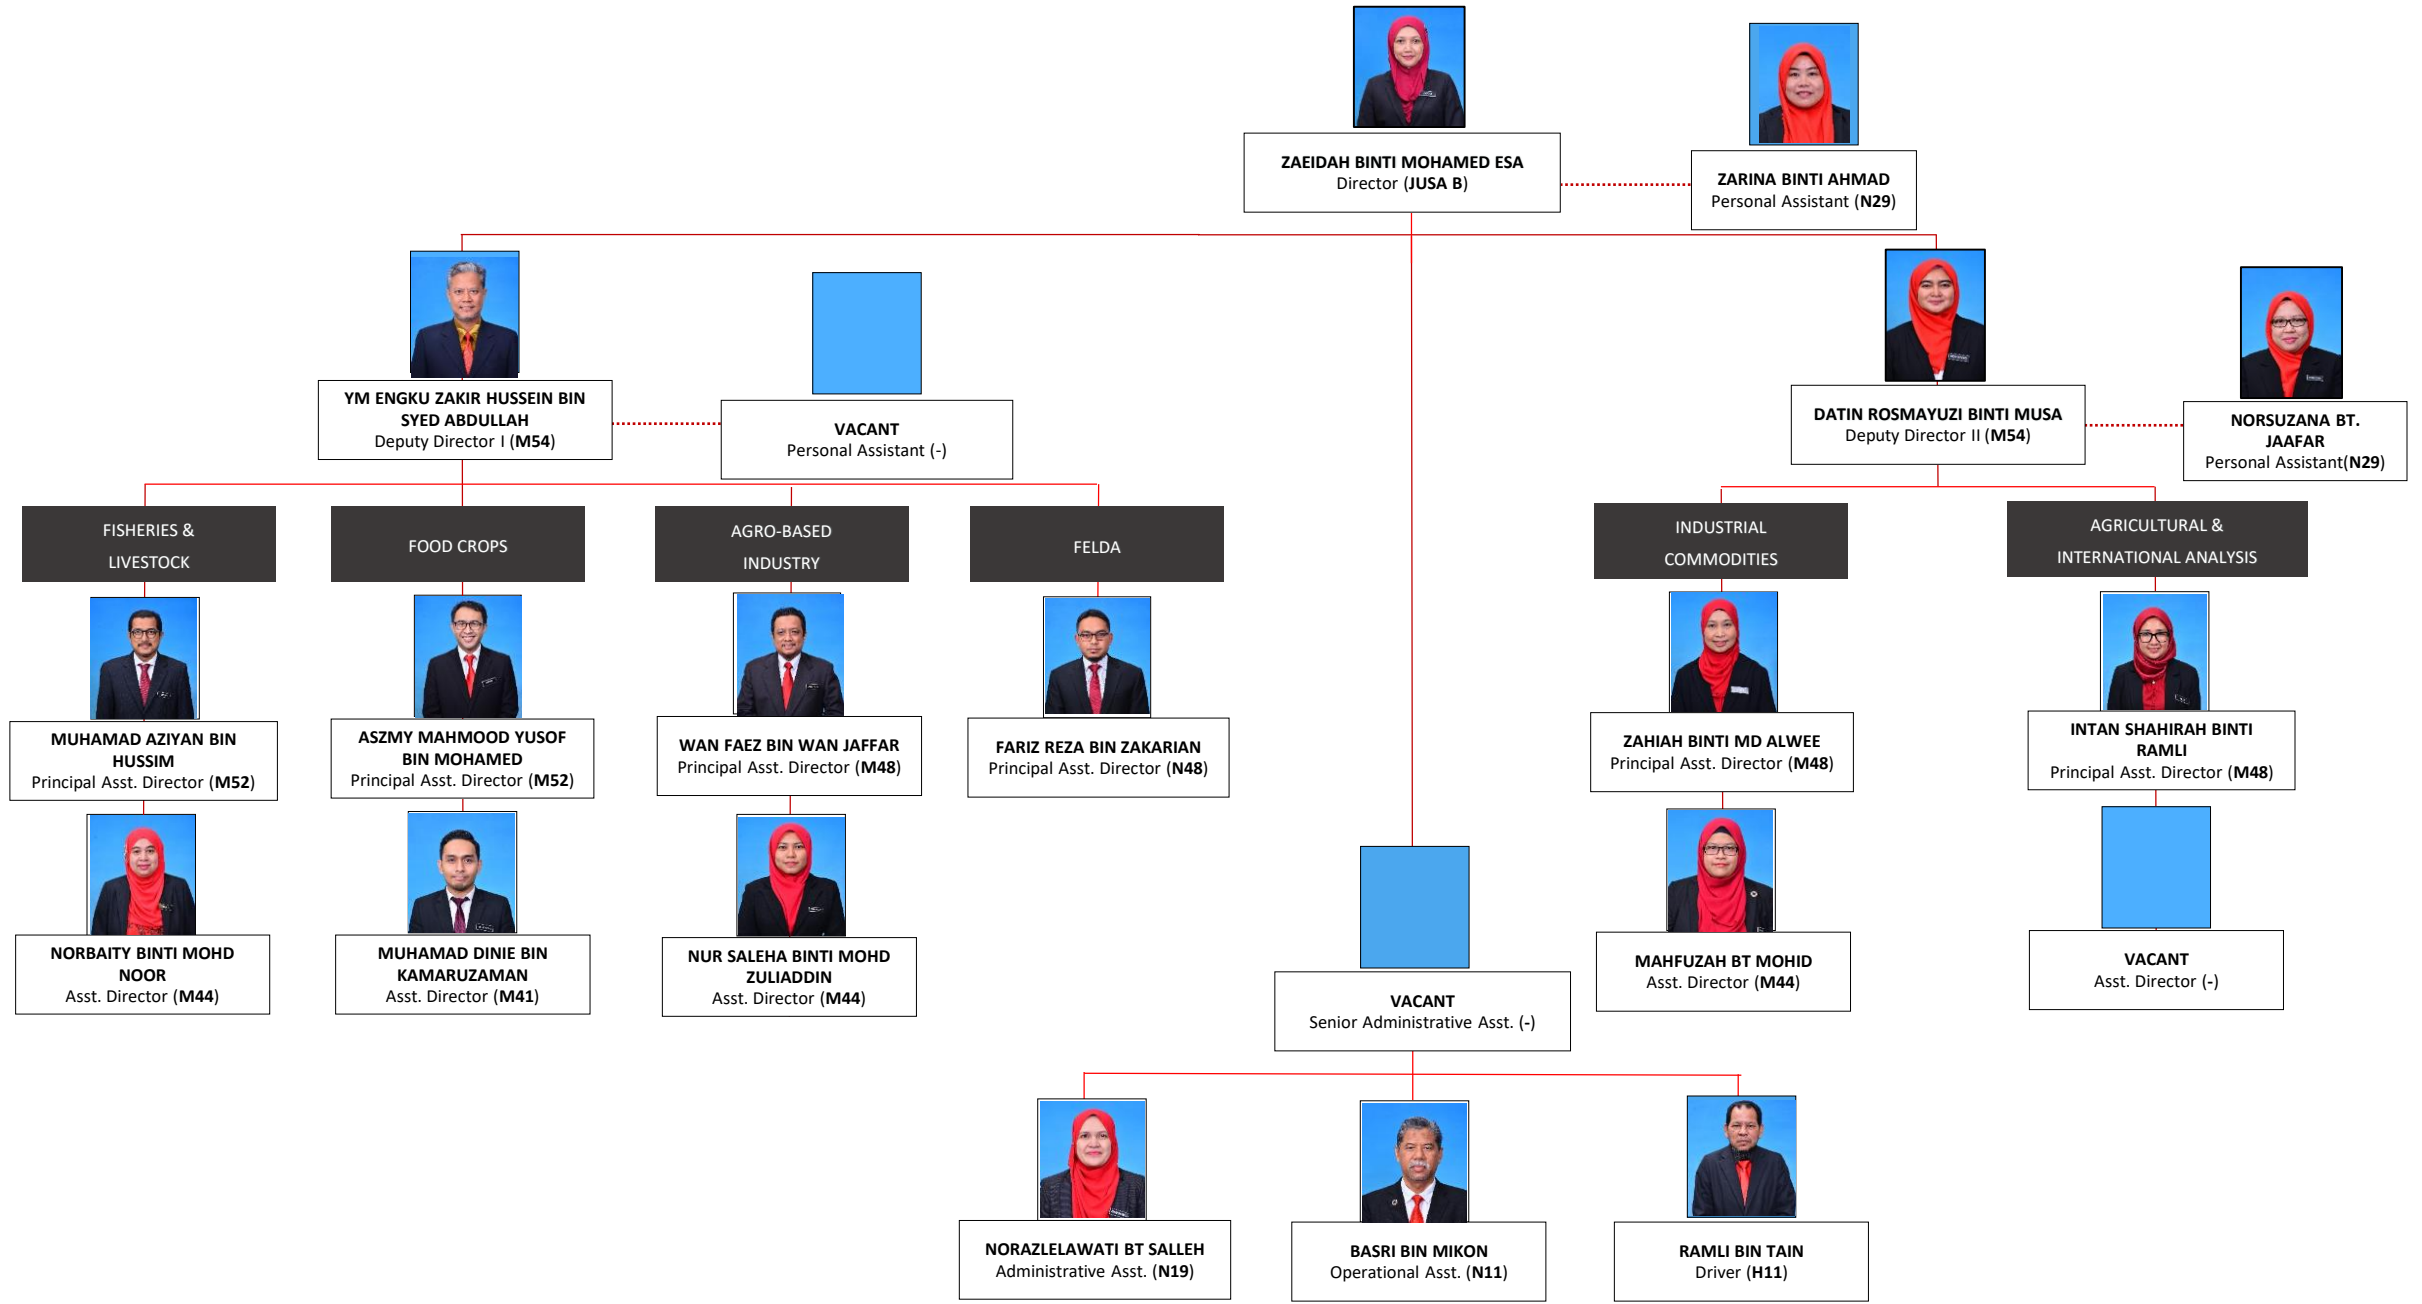 ZAEIDAH BINTI MOHAMED ESA
Director (JUSA B)
ZARINA BINTI AHMAD
Personal Assistant (N29)
YM ENGKU ZAKIR HUSSEIN BIN
SYED ABDULLAH
Deputy Director I (M54)
VACANT
Personal Assistant (-)
DATIN ROSMAYUZI BINTI MUSA
Deputy Director II (M54)
NORSUZANA BT.
JAAFAR
Personal Assistant(N29)
FISHERIES &
LIVESTOCK
FOOD CROPS
AGRO-BASED
INDUSTRY
FELDA
INDUSTRIAL
COMMODITIES
AGRICULTURAL &
INTERNATIONAL ANALYSIS
MUHAMAD AZIYAN BIN
HUSSIM
Principal Asst. Director (M52)
ASZMY MAHMOOD YUSOF
BIN MOHAMED
Principal Asst. Director (M52)
WAN FAEZ BIN WAN JAFFAR
Principal Asst. Director (M48)
FARIZ REZA BIN ZAKARIAN
Principal Asst. Director (N48)
ZAHIAH BINTI MD ALWEE
Principal Asst. Director (M48)
INTAN SHAHIRAH BINTI
RAMLI
Principal Asst. Director (M48)
NORBAITY BINTI MOHD
NOOR
Asst. Director (M44)
MUHAMAD DINIE BIN
KAMARUZAMAN
Asst. Director (M41)
NUR SALEHA BINTI MOHD
ZULIADDIN
Asst. Director (M44)
MAHFUZAH BT MOHID
Asst. Director (M44)
VACANT
Asst. Director (-)
VACANT
Senior Administrative Asst. (-)
NORAZLELAWATI BT SALLEH
Administrative Asst. (N19)
BASRI BIN MIKON
Operational Asst. (N11)
RAMLI BIN TAIN
Driver (H11)